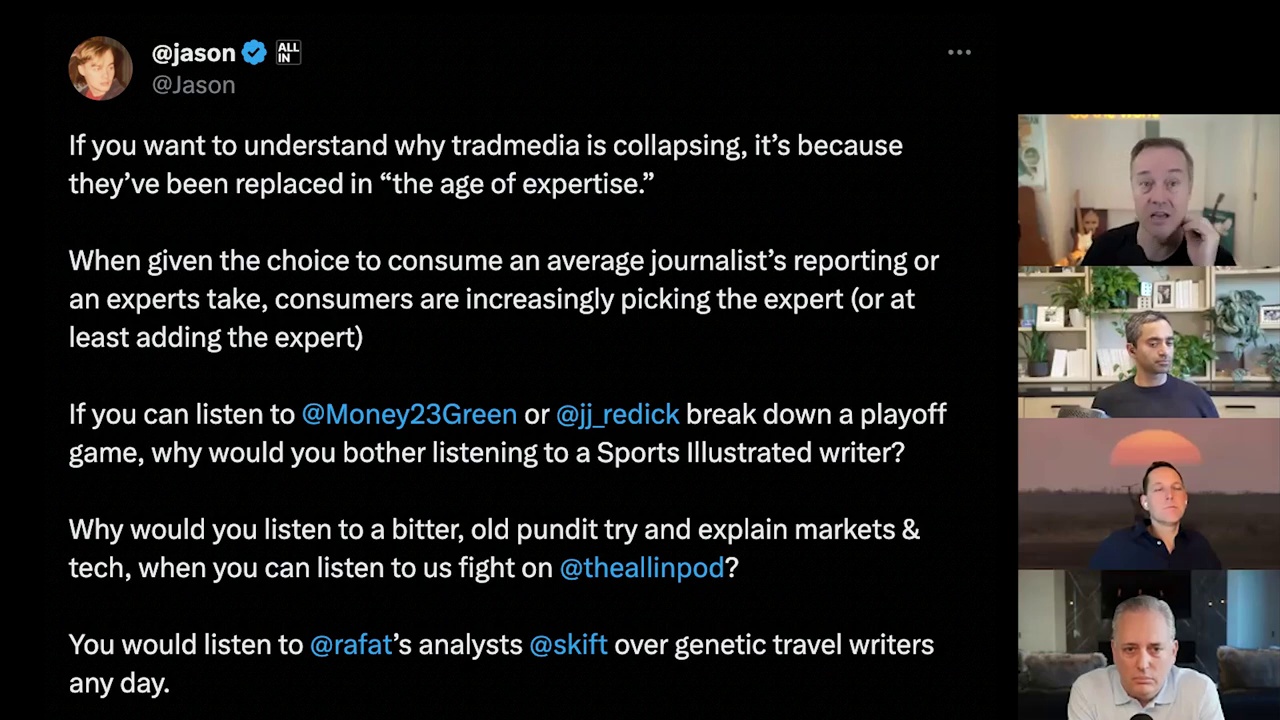 @jason ALL IN
@Jason
If you want to understand why tradmedia is collapsing, it’s because
they’ve been replaced in “the age of expertise.”
When given the choice to consume an average journalist’s reporting or
an experts take, consumers are increasingly picking the expert (or at
least adding the expert)
If you can listen to @Money23Green or @jj_redick break down a playoff
game, why would you bother listening to a Sports Illustrated writer?
Why would you listen to a bitter, old pundit try and explain markets &
tech, when you can listen to us fight on @theallinpod?
You would listen to @rafat’s analysts @skift over genetic travel writers
any day.